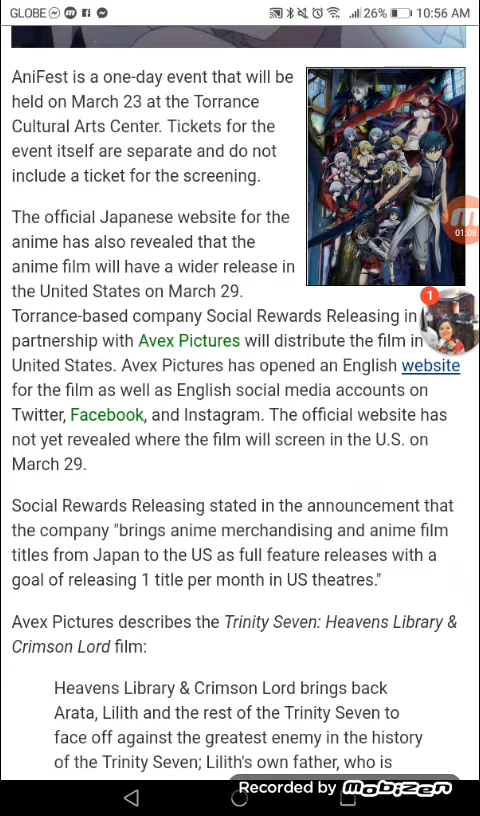 GLOBE 26% 10:56 AM
AniFest is a one-day event that will be
held on March 23 at the Torrance
Cultural Arts Center. Tickets for the
event itself are separate and do not
include a ticket for the screening.
The official Japanese website for the
anime has also revealed that the
anime film will have a wider release in
the United States on March 29.
01:08
1
Torrance-based company Social Rewards Releasing in
partnership with Avex Pictures will distribute the film in
United States. Avex Pictures has opened an English website
for the film as well as English social media accounts on
Twitter, Facebook, and Instagram. The official website has
not yet revealed where the film will screen in the U.S. on
March 29.
Social Rewards Releasing stated in the announcement that
the company "brings anime merchandising and anime film
titles from Japan to the US as full feature releases with a
goal of releasing 1 title per month in US theatres."
Avex Pictures describes the Trinity Seven: Heavens Library &
Crimson Lord film:
Heavens Library & Crimson Lord brings back
Arata, Lilith and the rest of the Trinity Seven to
face off against the greatest enemy in the history
of the Trinity Seven; Lilith's own father, who is
Recorded by Mobizen